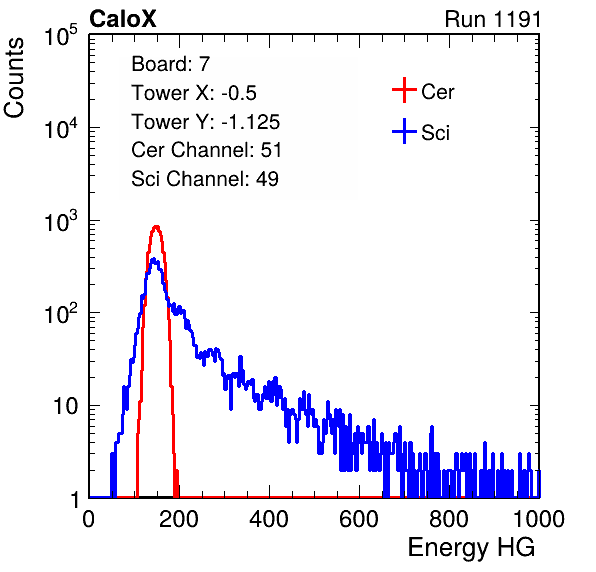 CaloX Run 1191
Counts
Board: 7
Tower X: -0.5
Tower Y: -1.125
Cer Channel: 51
Sci Channel: 49
Cer
Sci
10^5
10^4
10^3
10^2
10
1
0 200 400 600 800 1000
Energy HG